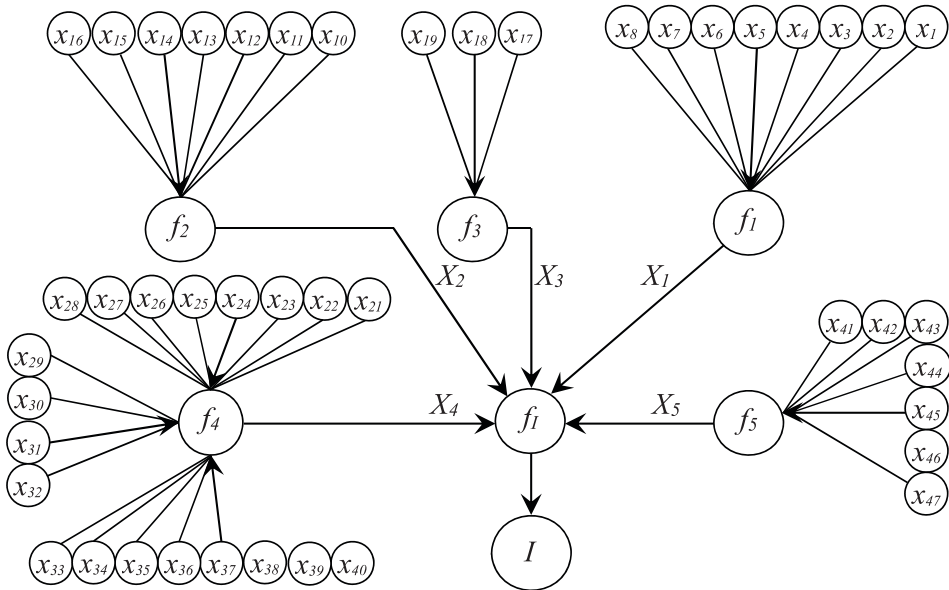 x16 x15 x14 x13 x12 x11 x10
x19 x18 x17
x8 x7 x6 x5 x4 x3 x2 x1
f2
f3
f1
X2
X3
X1
x28 x27 x26 x25 x24 x23 x22 x21
x41 x42 x43
x29
x44
x30
x45
x31
x46
x32
x47
f4
X4
fI
X5
f5
x33 x34 x35 x36 x37 x38 x39 x40
I